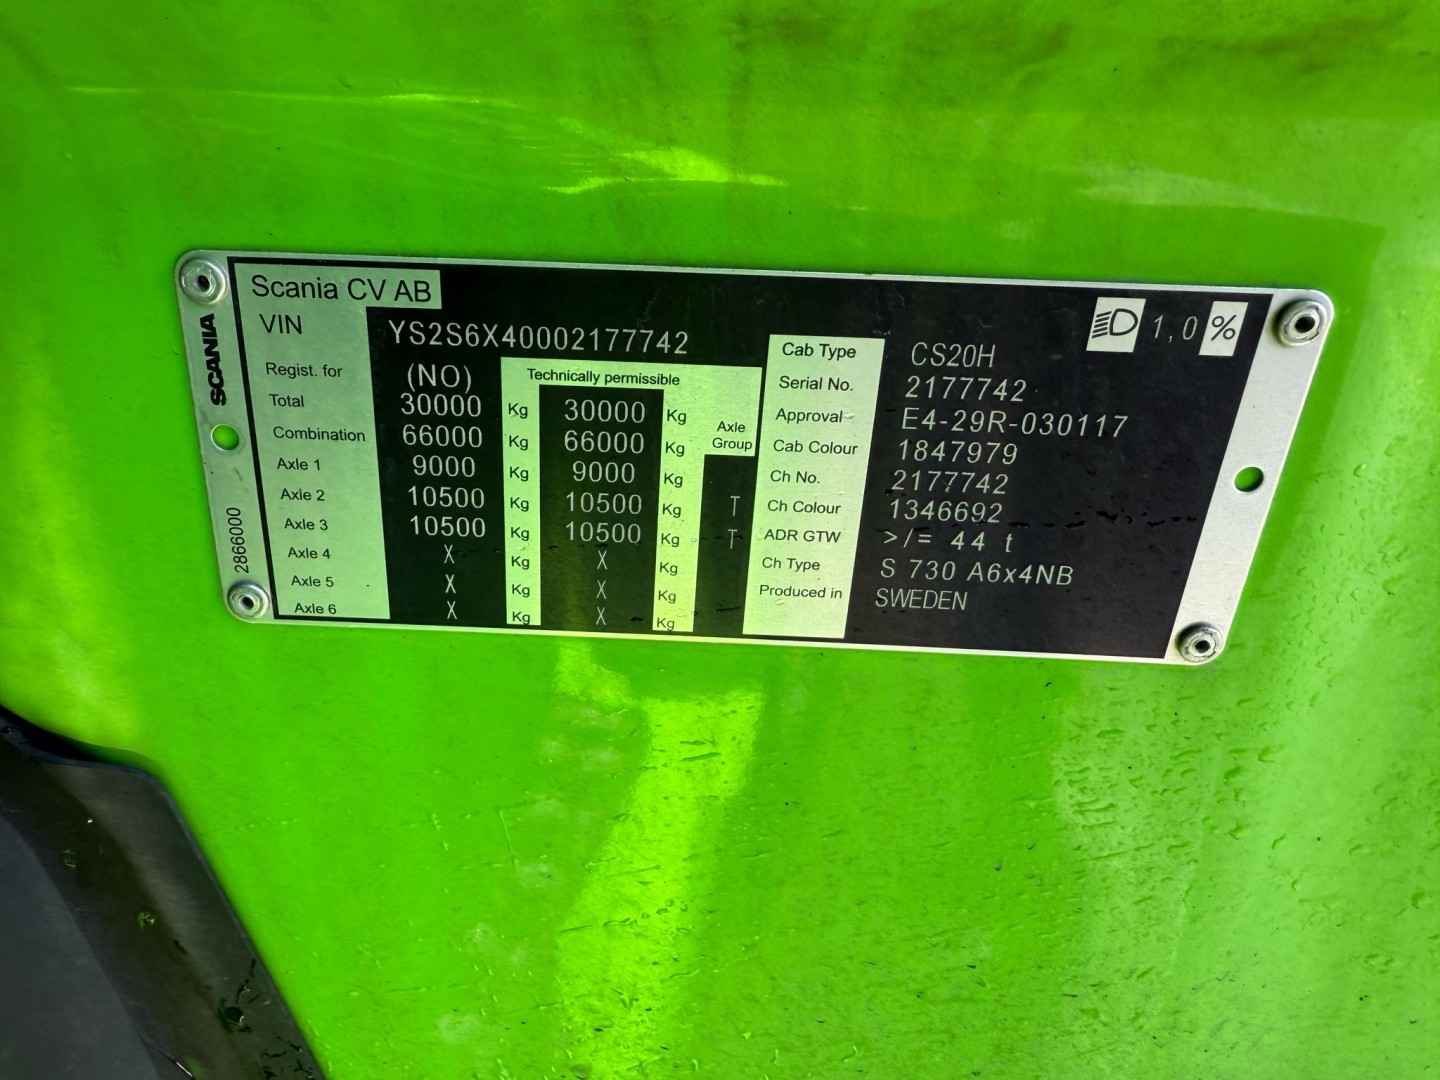 Scania CV AB
SCANIA
2866000
VIN YS2S6X40002177742
Regist. for (NO) Technically permissible
Total 30000 Kg 30000 Kg
Combination 66000 Kg 66000 Kg Axle Group
Axle 1 9000 Kg 9000 Kg
Axle 2 10500 Kg 10500 Kg T
Axle 3 10500 Kg 10500 Kg T
Axle 4 X Kg X Kg
Axle 5 X Kg X Kg
Axle 6 X Kg X Kg
1,0 %
Cab Type CS20H
Serial No. 2177742
Approval E4-29R-030117
Cab Colour 1847979
Ch No. 2177742
Ch Colour 1346692
ADR GTW >/= 44 t
Ch Type S 730 A6x4NB
Produced in SWEDEN